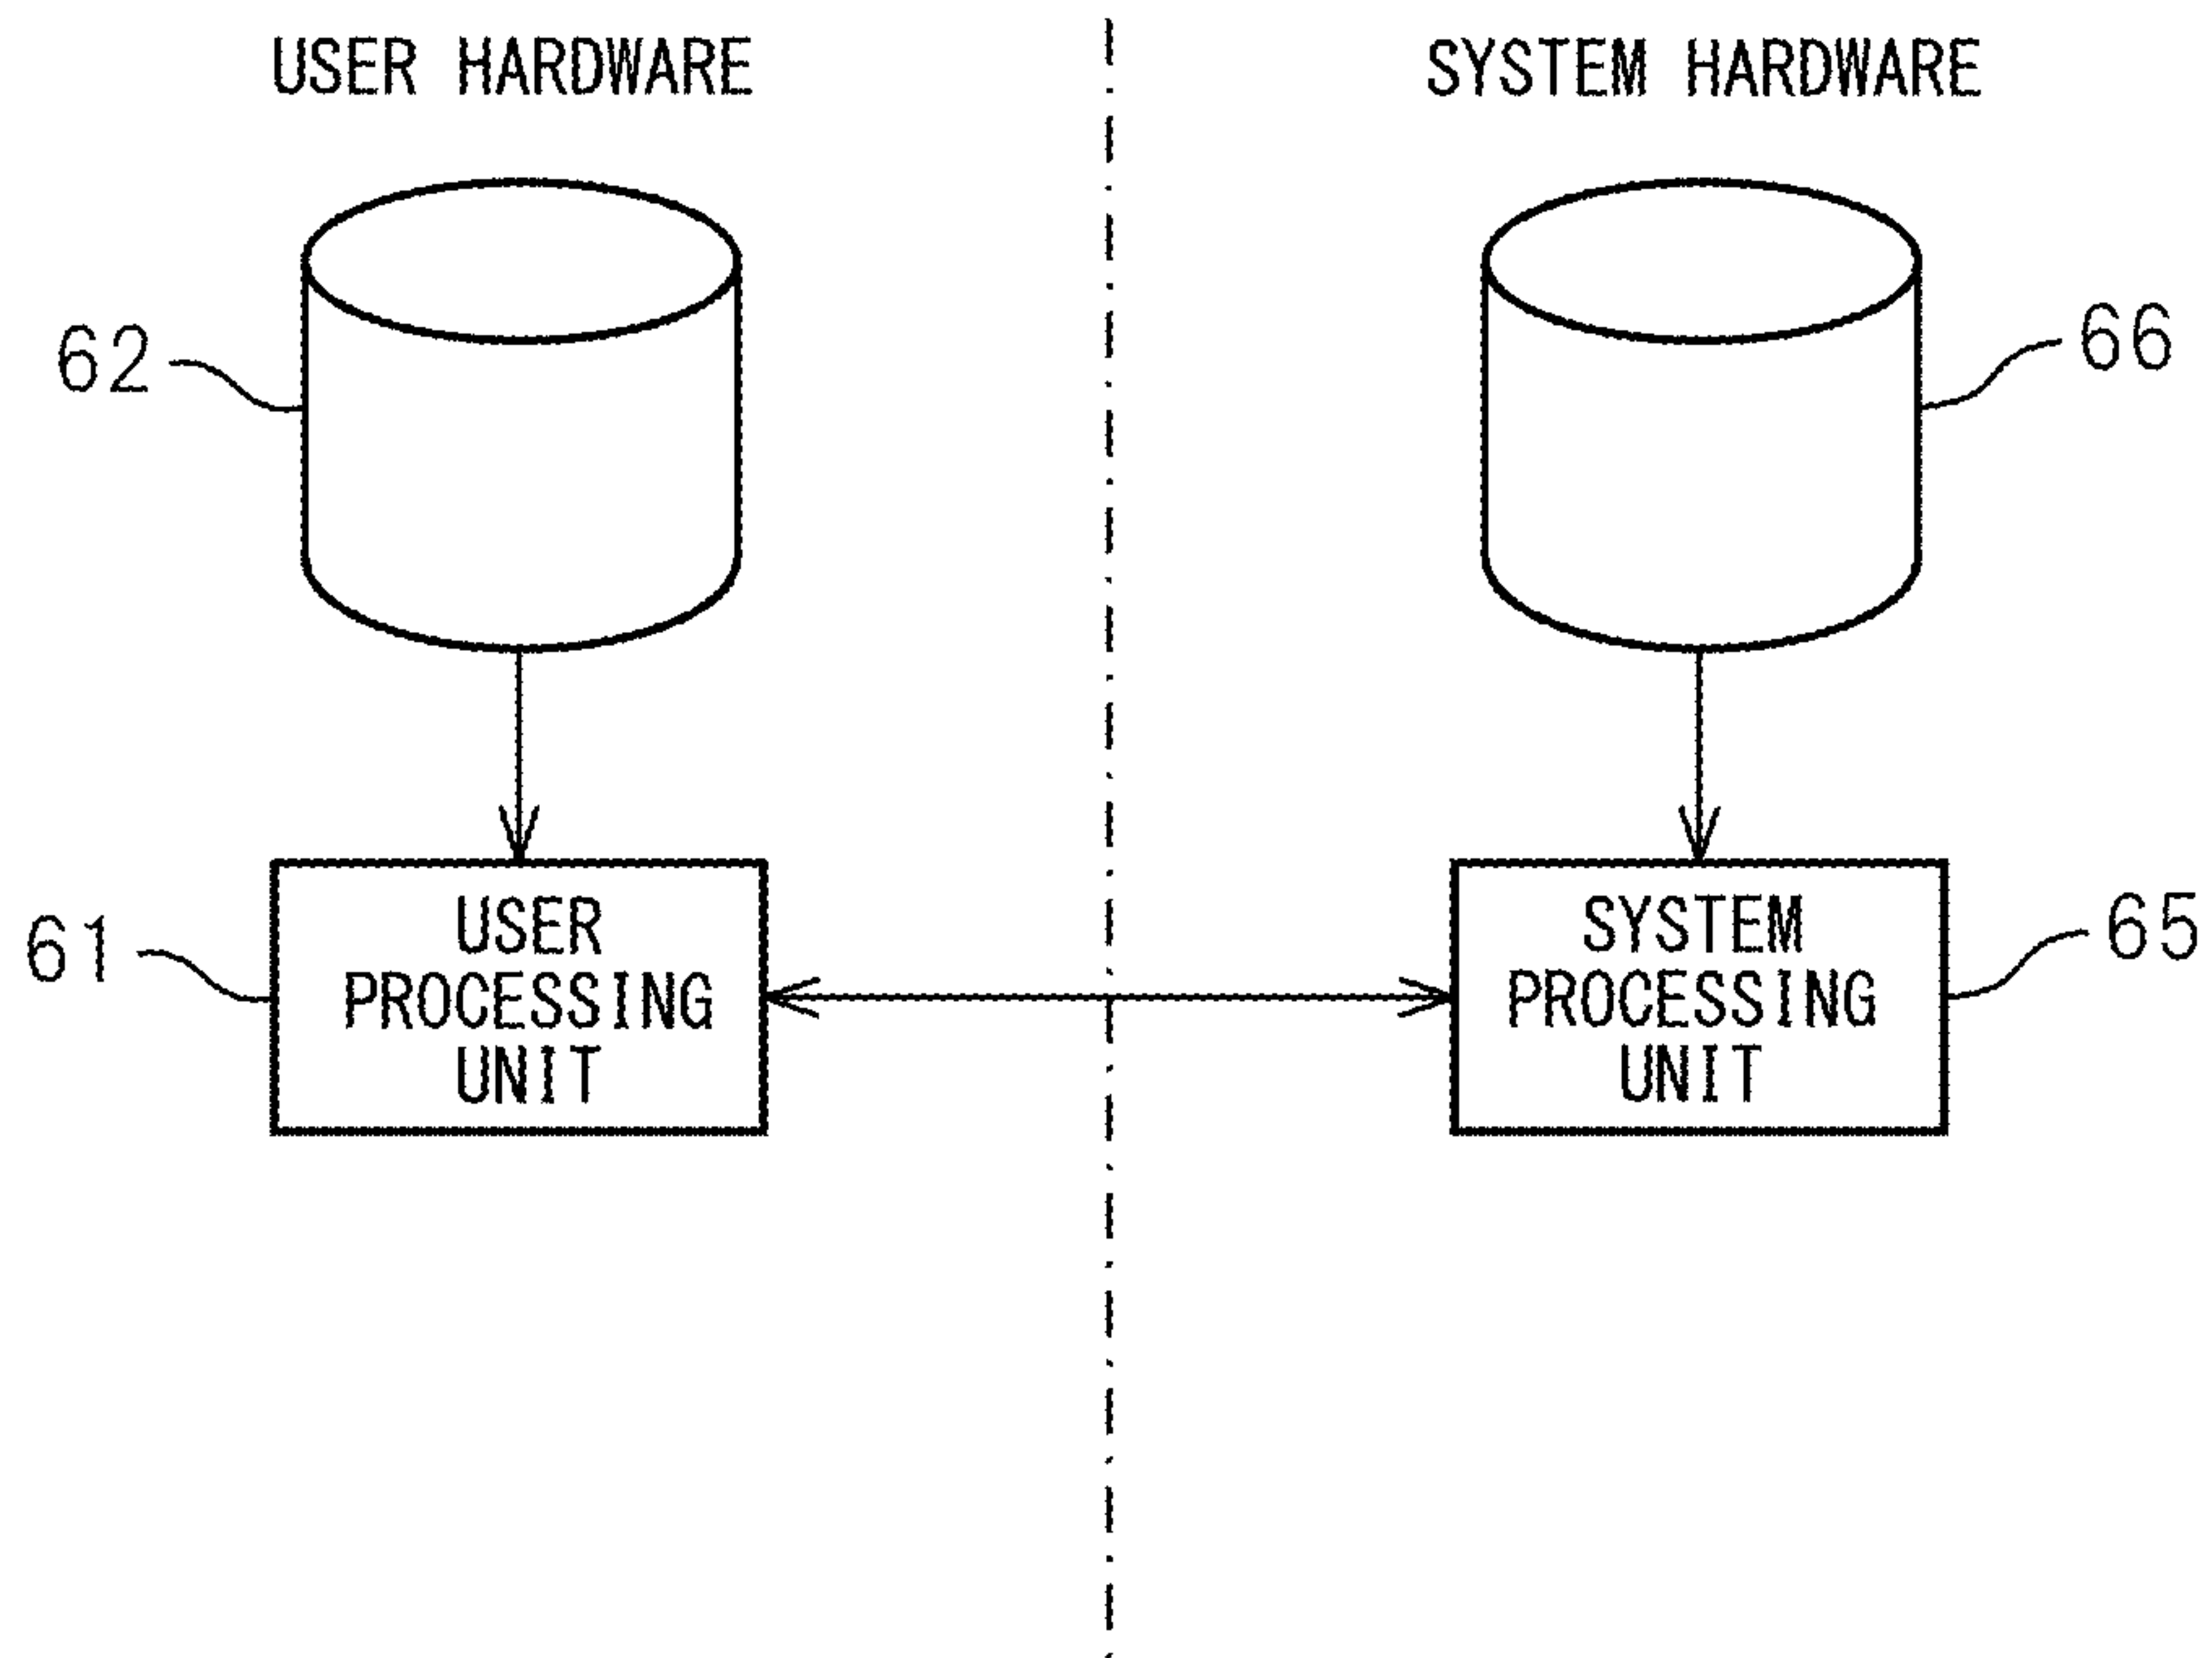 USER HARDWARE
SYSTEM HARDWARE
62
66
61
USER
PROCESSING
UNIT
SYSTEM
PROCESSING
UNIT
65